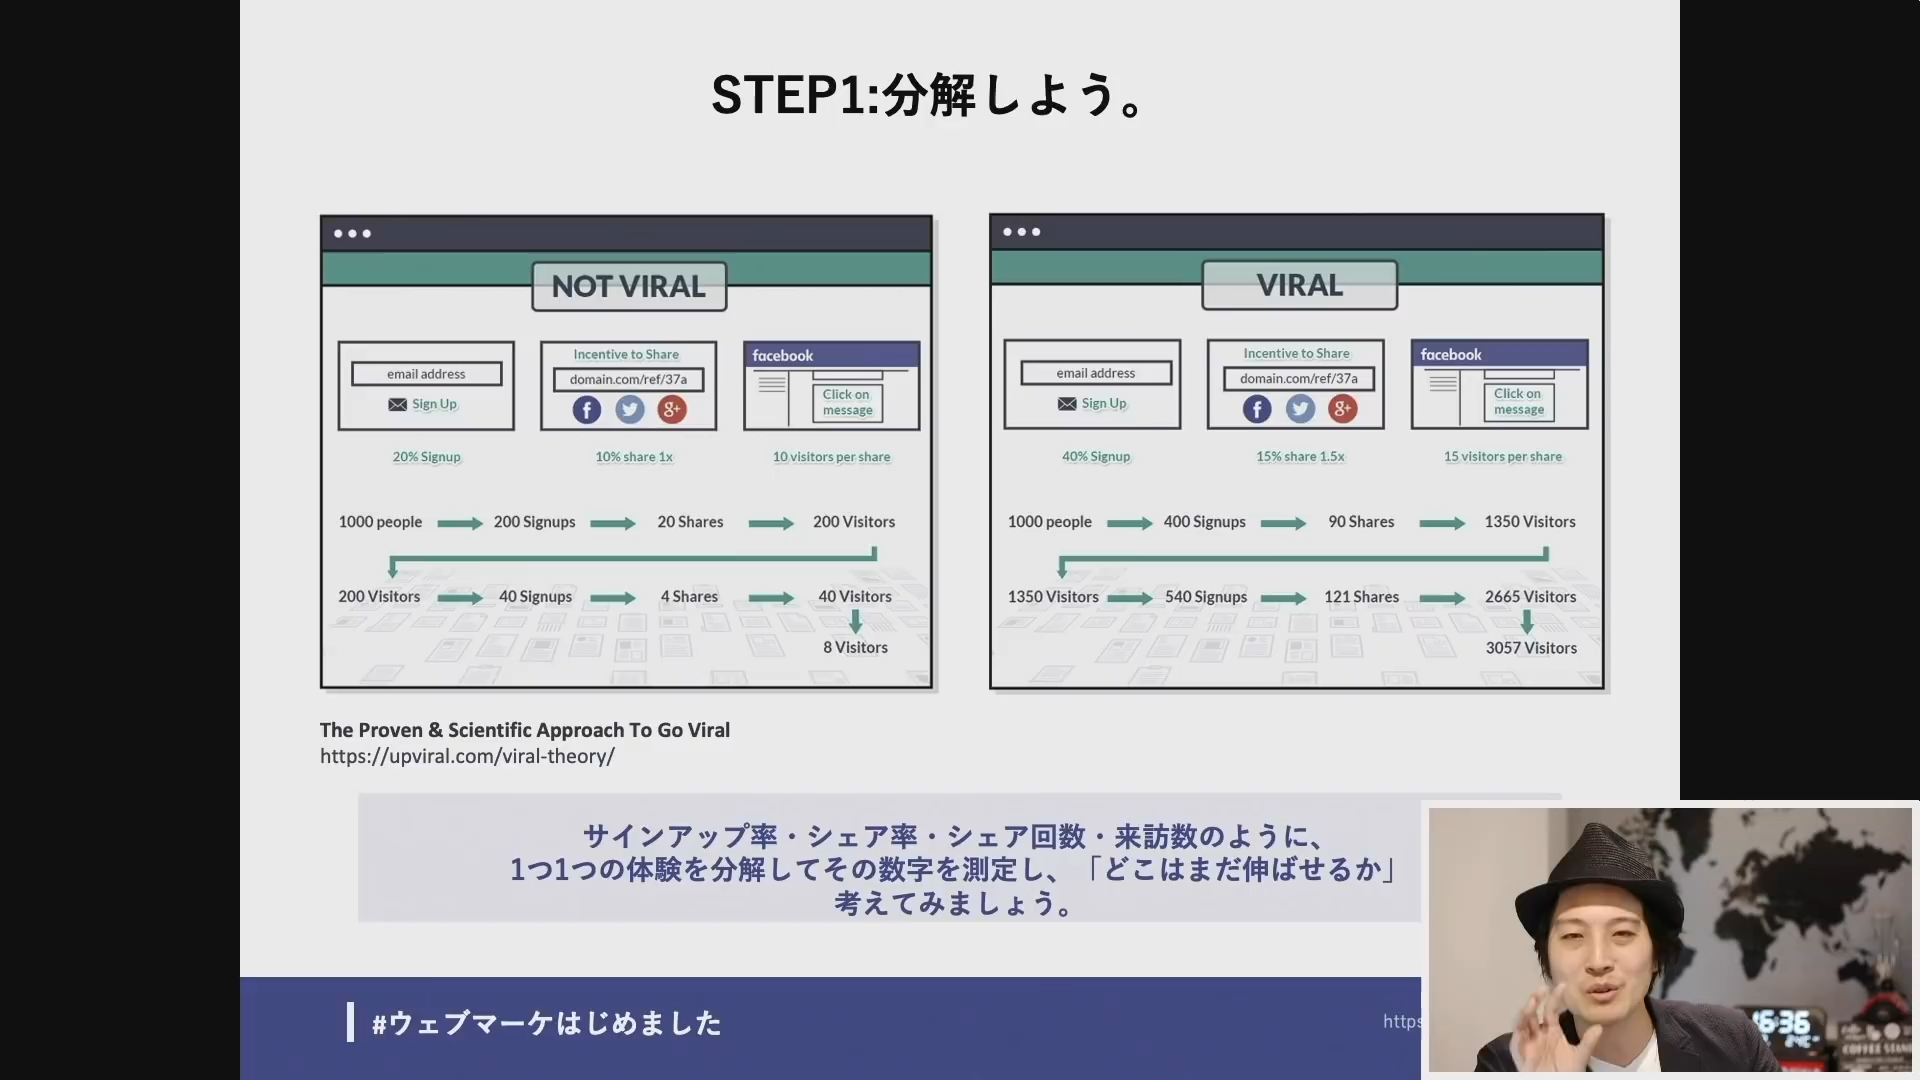 STEP1:分解しよう。
NOT VIRAL
email address
Sign Up
Incentive to Share
domain.com/ref/37a
f
g+
facebook
Click on
message
20% Signup
10% share 1x
10 visitors per share
1000 people
200 Signups
20 Shares
200 Visitors
200 Visitors
40 Signups
4 Shares
40 Visitors
8 Visitors
VIRAL
email address
Sign Up
Incentive to Share
domain.com/ref/37a
f
g+
facebook
Click on
message
40% Signup
15% share 1.5x
15 visitors per share
1000 people
400 Signups
90 Shares
1350 Visitors
1350 Visitors
540 Signups
121 Shares
2665 Visitors
3057 Visitors
The Proven & Scientific Approach To Go Viral
https://upviral.com/viral-theory/
サインアップ率・シェア率・シェア回数・来訪数のように、
1つ1つの体験を分解してその数字を測定し、「どこはまだ伸ばせるか」
考えてみましょう。
#ウェブマーケはじめました
https
16:36